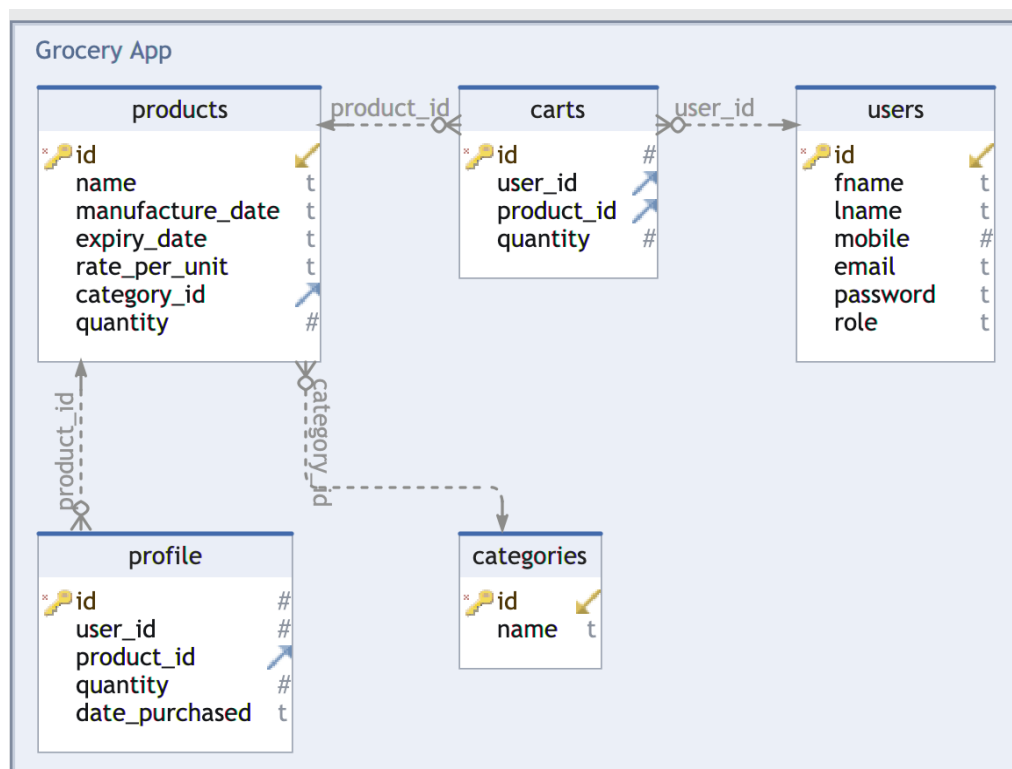 Grocery App
products
id
name t
manufacture_date t
expiry_date t
rate_per_unit t
category_id
quantity #
product_id
carts
id #
user_id
product_id
quantity #
user_id
users
id
fname t
lname t
mobile #
email t
password t
role t
product_id
category_id
profile
id #
user_id #
product_id
quantity #
date_purchased t
categories
id
name t